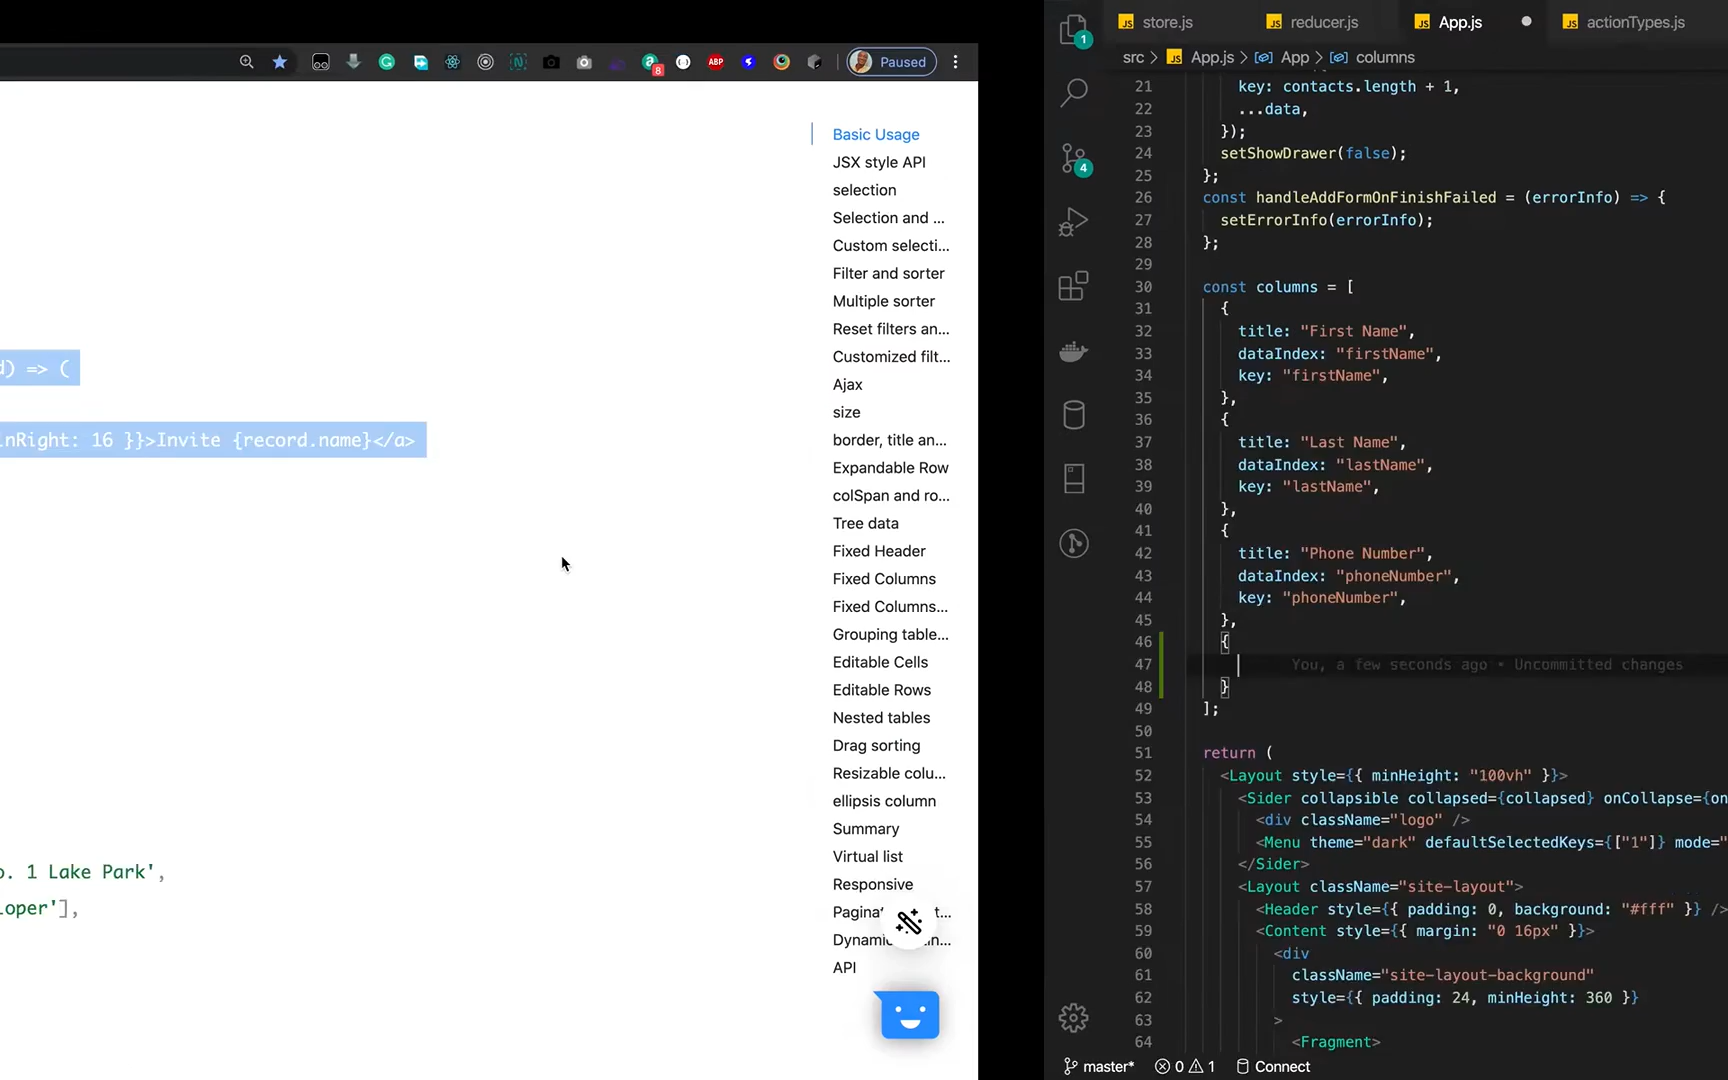 store.js
reducer.js
App.js
actionTypes.js
ABP
8
Paused
src > App.js > App > columns
1
4
Basic Usage
JSX style API
selection
Selection and ...
Custom selecti...
Filter and sorter
Multiple sorter
Reset filters an...
Customized filt...
Ajax
size
border, title an...
Expandable Row
colSpan and ro...
Tree data
Fixed Header
Fixed Columns
Fixed Columns...
Grouping table...
Editable Cells
Editable Rows
Nested tables
Drag sorting
Resizable colu...
ellipsis column
Summary
Virtual list
Responsive
API
) => (
inRight: 16 }}>Invite {record.name}</a>
o. 1 Lake Park',
loper'],
21 key: contacts.length + 1,
22 ...data,
23 });
24 setShowDrawer(false);
25 };
26 const handleAddFormOnFinishFailed = (errorInfo) => {
27 setErrorInfo(errorInfo);
28 };
29
30 const columns = [
31 {
32 title: "First Name",
33 dataIndex: "firstName",
34 key: "firstName",
35 },
36 {
37 title: "Last Name",
38 dataIndex: "lastName",
39 key: "lastName",
40 },
41 {
42 title: "Phone Number",
43 dataIndex: "phoneNumber",
44 key: "phoneNumber",
45 },
46 {
47 You, a few seconds ago • Uncommitted changes
48 }
49 ];
50
51 return (
52 <Layout style={{ minHeight: "100vh" }}>
53 <Sider collapsible collapsed={collapsed} onCollapse={on
54 <div className="logo" />
55 <Menu theme="dark" defaultSelectedKeys={["1"]} mode="
56 </Sider>
57 <Layout className="site-layout">
58 <Header style={{ padding: 0, background: "#fff" }} />
59 <Content style={{ margin: "0 16px" }}>
60 <div
61 className="site-layout-background"
62 style={{ padding: 24, minHeight: 360 }}
63 >
64 <Fragment>
master* 0 1 Connect